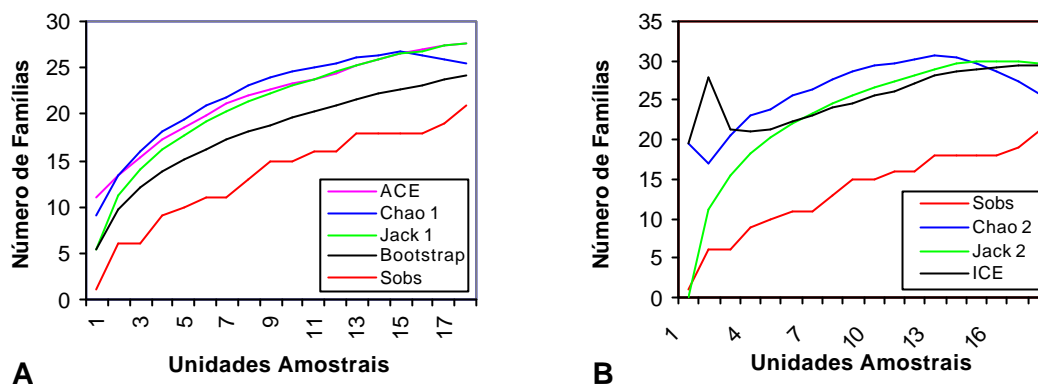 Número de Famílias
30
25
20
15
10
5
0
ACE
Chao 1
Jack 1
Bootstrap
Sobs
1 3 5 7 9 11 13 15 17
Unidades Amostrais
A
Número de Famílias
35
30
25
20
15
10
5
0
Sobs
Chao 2
Jack 2
ICE
1 4 7 10 13 16
Unidades Amostrais
B